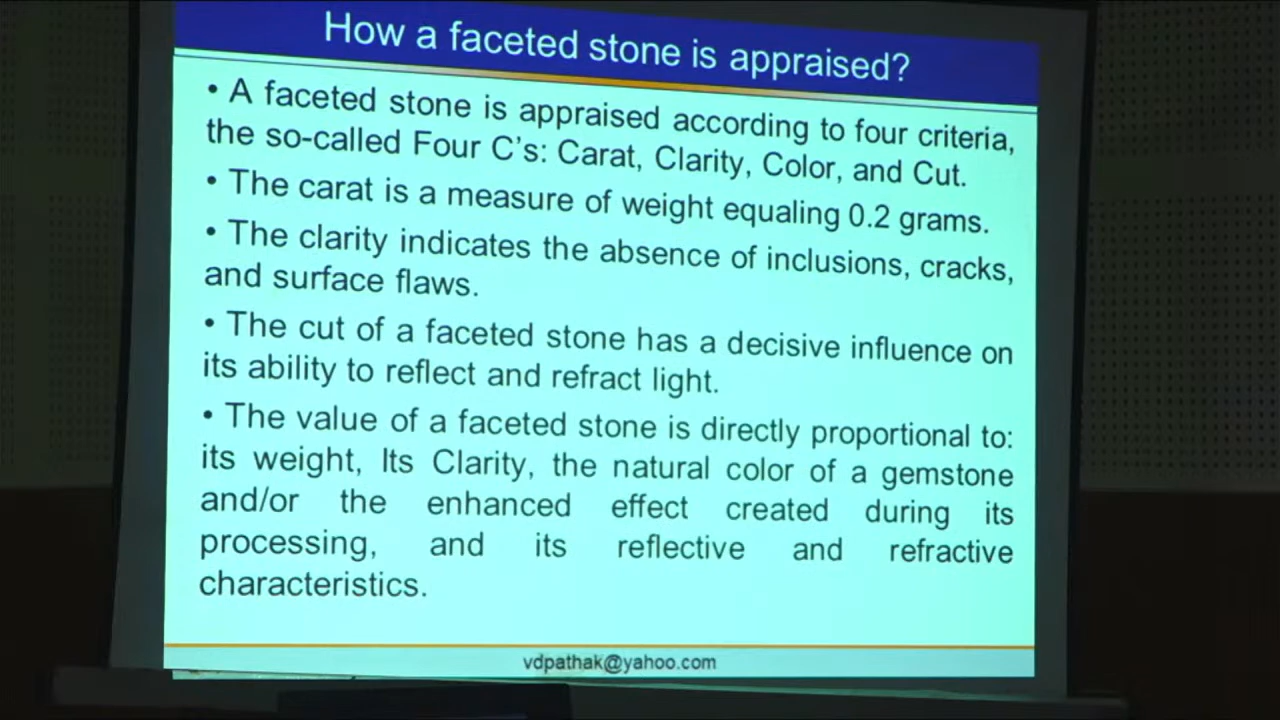 How a faceted stone is appraised?
• A faceted stone is appraised according to four criteria,
the so-called Four C's: Carat, Clarity, Color, and Cut.
• The carat is a measure of weight equaling 0.2 grams.
• The clarity indicates the absence of inclusions, cracks,
and surface flaws.
• The cut of a faceted stone has a decisive influence on
its ability to reflect and refract light.
• The value of a faceted stone is directly proportional to:
its weight, Its Clarity, the natural color of a gemstone
and/or the enhanced effect created during its
processing, and its reflective and refractive
characteristics.
vdpathak@yahoo.com